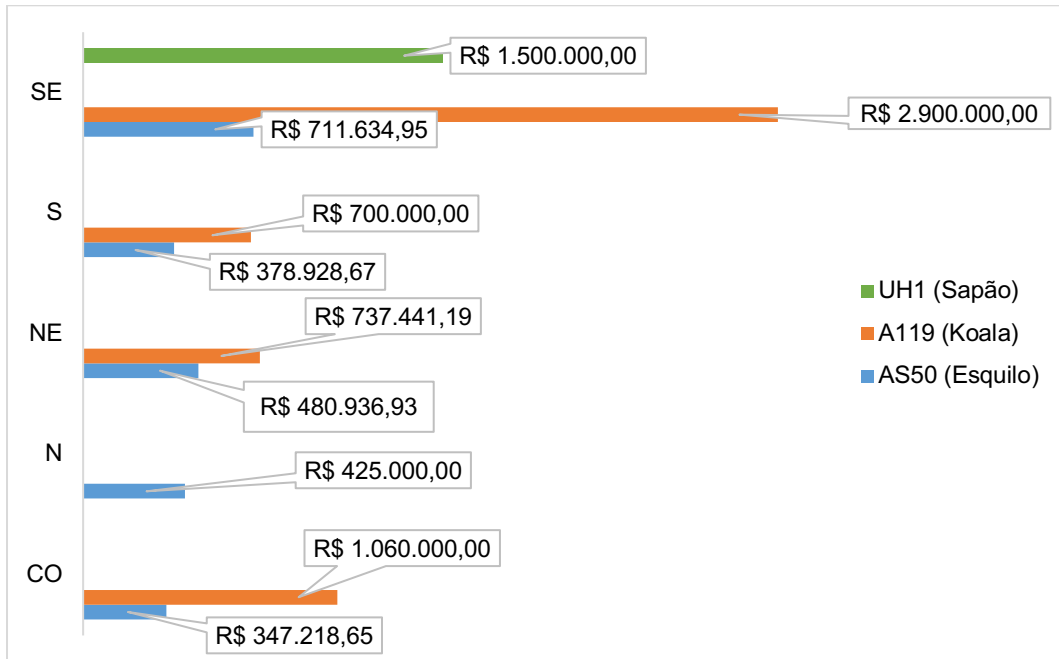 R$ 1.500.000,00
SE
R$ 2.900.000,00
R$ 711.634,95
S
R$ 700.000,00
R$ 378.928,67
NE
R$ 737.441,19
R$ 480.936,93
N
R$ 425.000,00
CO
R$ 1.060.000,00
R$ 347.218,65
UH1 (Sapão)
A119 (Koala)
AS50 (Esquilo)